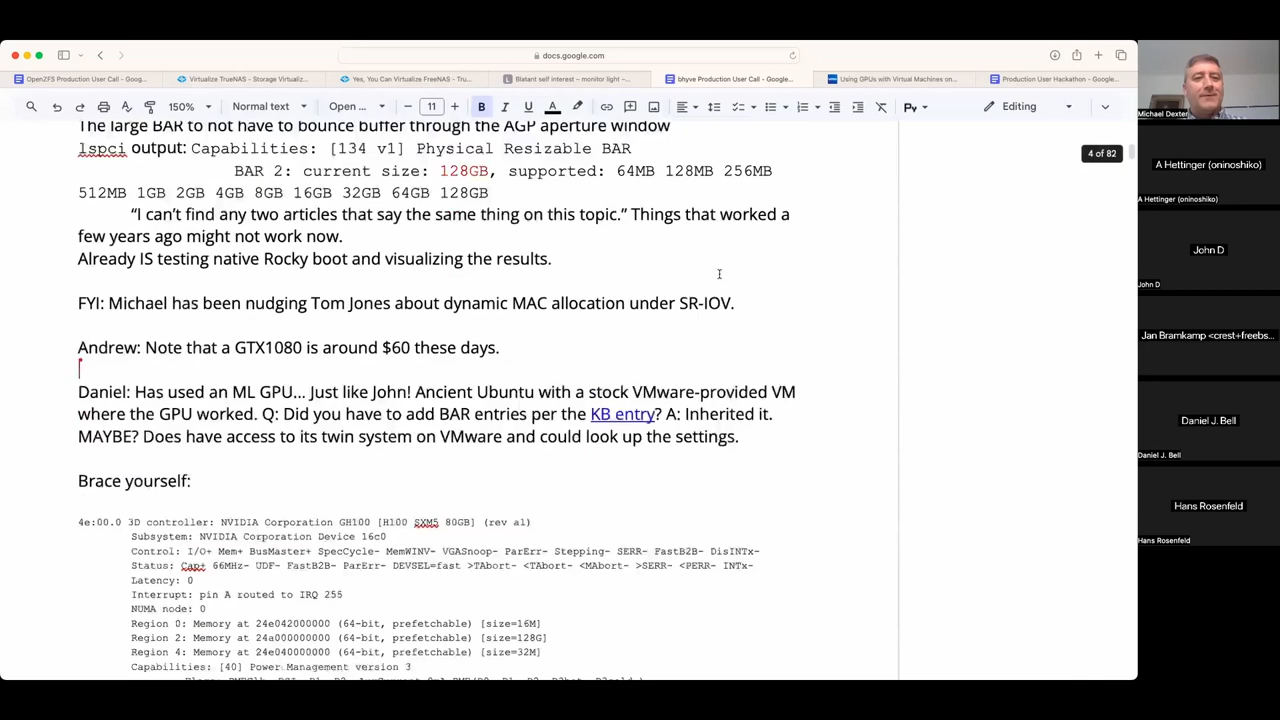 docs.google.com
OpenZFS Production User Call - Goog...
Virtualize TrueNAS - Storage Virtualiz...
Yes, You Can Virtualize FreeNAS - Tru...
Blatant self interest – monitor light –...
bhyve Production User Call - Google...
Using GPUs with Virtual Machines on...
Production User Hackathon - Google...
150%
Normal text
Open ...
11
Editing
The large BAR to not have to bounce buffer through the AGP aperture window
lspci output: Capabilities: [134 v1] Physical Resizable BAR
BAR 2: current size: 128GB, supported: 64MB 128MB 256MB
512MB 1GB 2GB 4GB 8GB 16GB 32GB 64GB 128GB
“I can’t find any two articles that say the same thing on this topic.” Things that worked a
few years ago might not work now.
Already IS testing native Rocky boot and visualizing the results.
FYI: Michael has been nudging Tom Jones about dynamic MAC allocation under SR-IOV.
Andrew: Note that a GTX1080 is around $60 these days.
Daniel: Has used an ML GPU... Just like John! Ancient Ubuntu with a stock VMware-provided VM
where the GPU worked. Q: Did you have to add BAR entries per the KB entry? A: Inherited it.
MAYBE? Does have access to its twin system on VMware and could look up the settings.
Brace yourself:
4e:00.0 3D controller: NVIDIA Corporation GH100 [H100 SXM5 80GB] (rev a1)
Subsystem: NVIDIA Corporation Device 16c0
Control: I/O+ Mem+ BusMaster+ SpecCycle- MemWINV- VGASnoop- ParErr- Stepping- SERR- FastB2B- DisINTx-
Status: Cap+ 66MHz- UDF- FastB2B- ParErr- DEVSEL=fast >TAbort- <TAbort- <MAbort- >SERR- <PERR- INTx-
Latency: 0
Interrupt: pin A routed to IRQ 255
NUMA node: 0
Region 0: Memory at 24e042000000 (64-bit, prefetchable) [size=16M]
Region 2: Memory at 24a000000000 (64-bit, prefetchable) [size=128G]
Region 4: Memory at 24e040000000 (64-bit, prefetchable) [size=32M]
Capabilities: [40] Power Management version 3
4 of 82
Michael Dexter
A Hettinger (oninoshiko)
A Hettinger (oninoshiko)
John D
John D
Jan Bramkamp <crest+freebs...
Daniel J. Bell
Daniel J. Bell
Hans Rosenfeld
Hans Rosenfeld